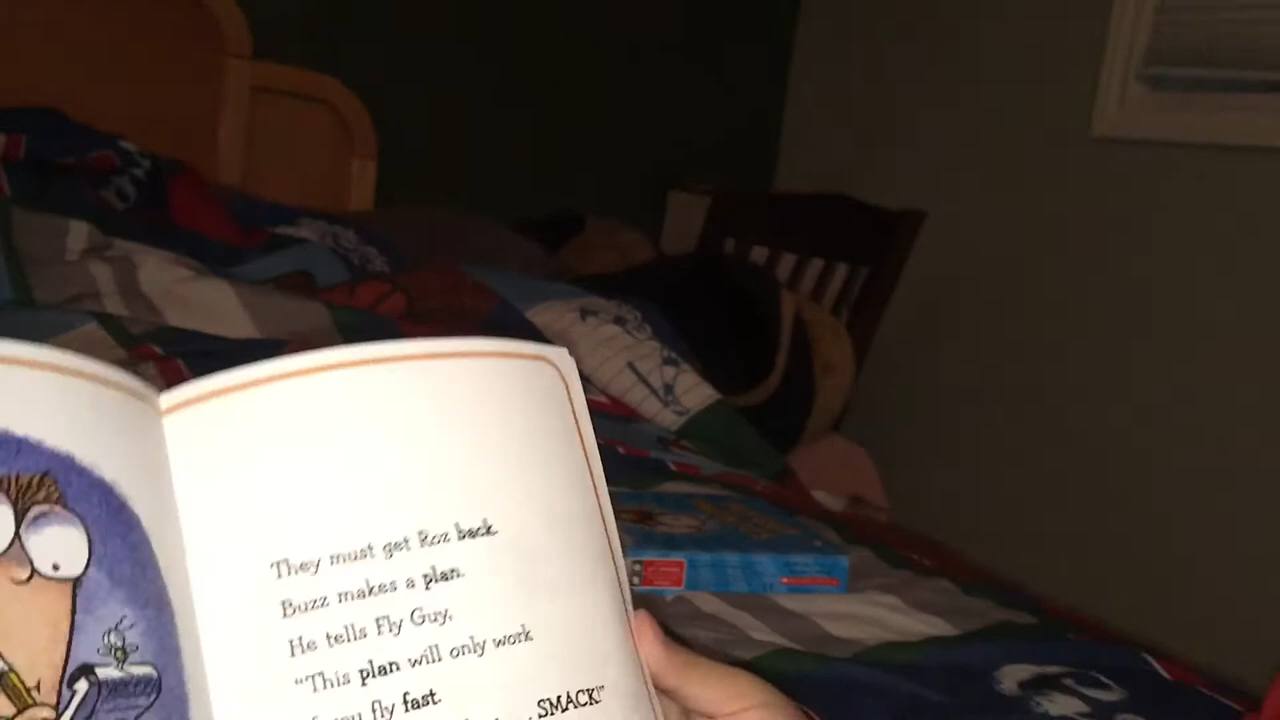 They must get Roz back.
Buzz makes a plan.
He tells Fly Guy,
"This plan will only work
you fly fast.
SMACK!"